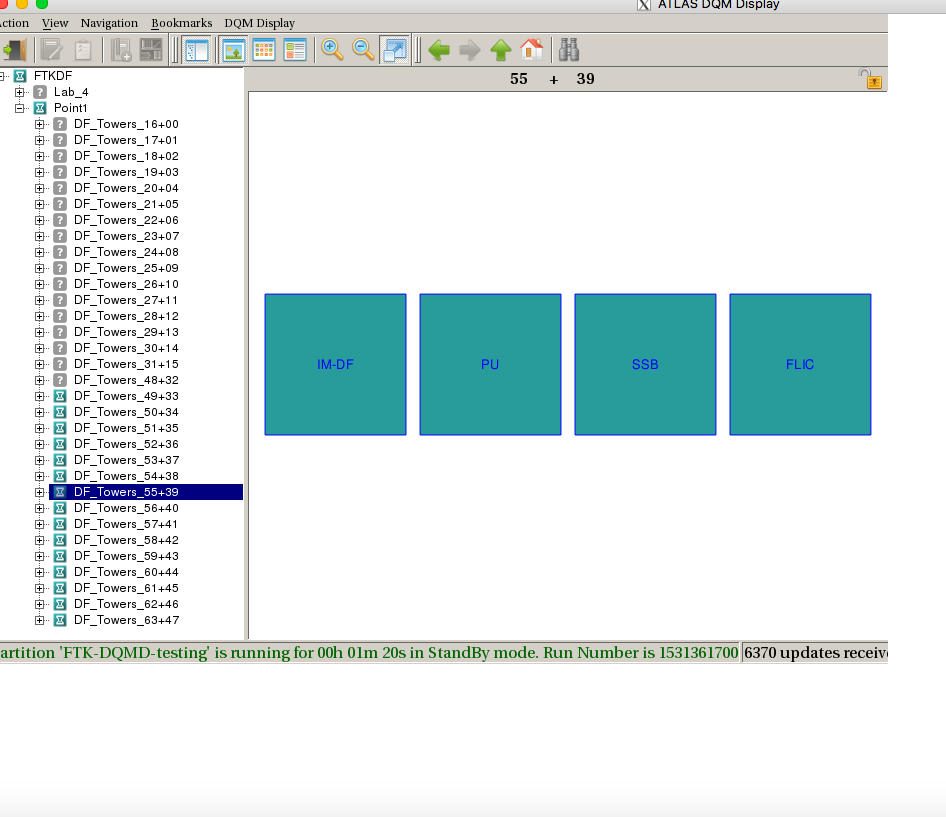 ATLAS DQM Display
ction View Navigation Bookmarks DQM Display
FTKDF
Lab_4
Point1
DF_Towers_16+00
DF_Towers_17+01
DF_Towers_18+02
DF_Towers_19+03
DF_Towers_20+04
DF_Towers_21+05
DF_Towers_22+06
DF_Towers_23+07
DF_Towers_24+08
DF_Towers_25+09
DF_Towers_26+10
DF_Towers_27+11
DF_Towers_28+12
DF_Towers_29+13
DF_Towers_30+14
DF_Towers_31+15
DF_Towers_48+32
DF_Towers_49+33
DF_Towers_50+34
DF_Towers_51+35
DF_Towers_52+36
DF_Towers_53+37
DF_Towers_54+38
DF_Towers_55+39
DF_Towers_56+40
DF_Towers_57+41
DF_Towers_58+42
DF_Towers_59+43
DF_Towers_60+44
DF_Towers_61+45
DF_Towers_62+46
DF_Towers_63+47
55 + 39
IM-DF PU SSB FLIC
artition 'FTK-DQMD-testing' is running for 00h 01m 20s in StandBy mode. Run Number is 1531361700 6370 updates receive